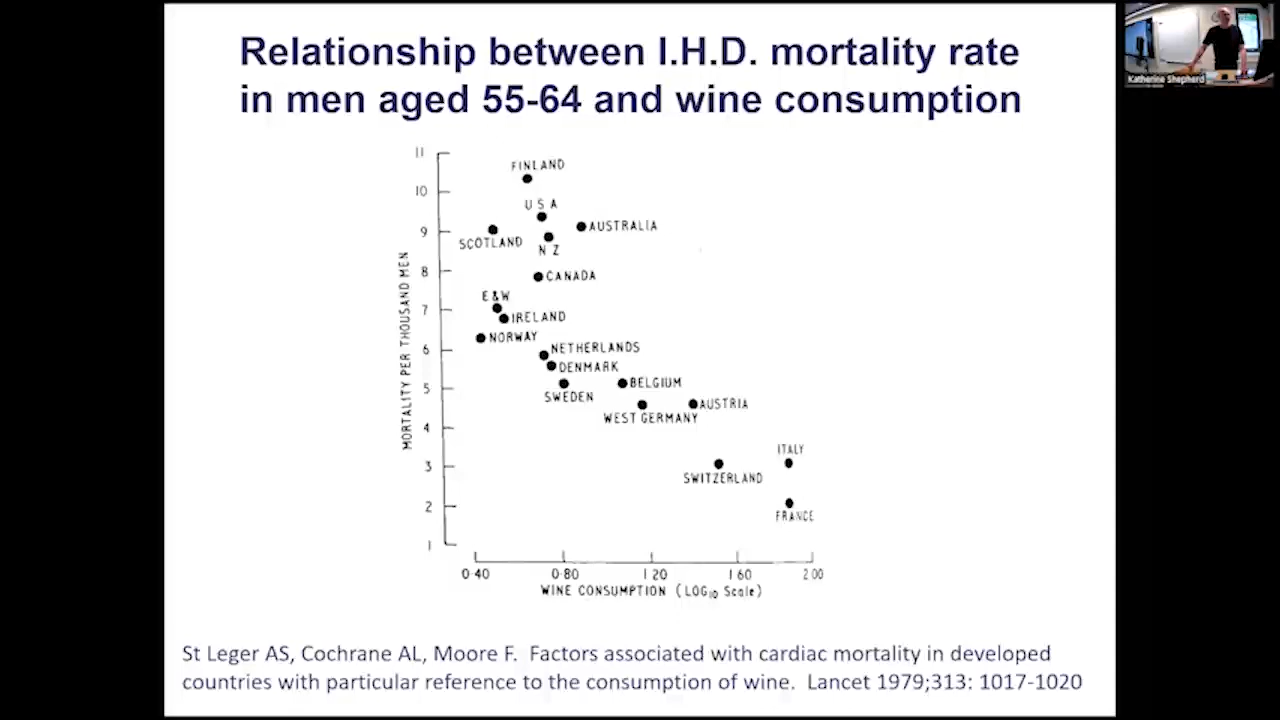 Relationship between I.H.D. mortality rate
in men aged 55-64 and wine consumption
Katherine Shepherd
11
FINLAND
10
USA
9
AUSTRALIA
SCOTLAND
NZ
8
CANADA
E&W
7
IRELAND
NORWAY
6
NETHERLANDS
DENMARK
5
BELGIUM
SWEDEN
AUSTRIA
WEST GERMANY
4
ITALY
3
SWITZERLAND
2
FRANCE
1
MORTALITY PER THOUSAND MEN
0·40 0·80 1 20 1 60 2 00
WINE CONSUMPTION (LOG10 Scale)
St Leger AS, Cochrane AL, Moore F. Factors associated with cardiac mortality in developed
countries with particular reference to the consumption of wine. Lancet 1979;313: 1017-1020